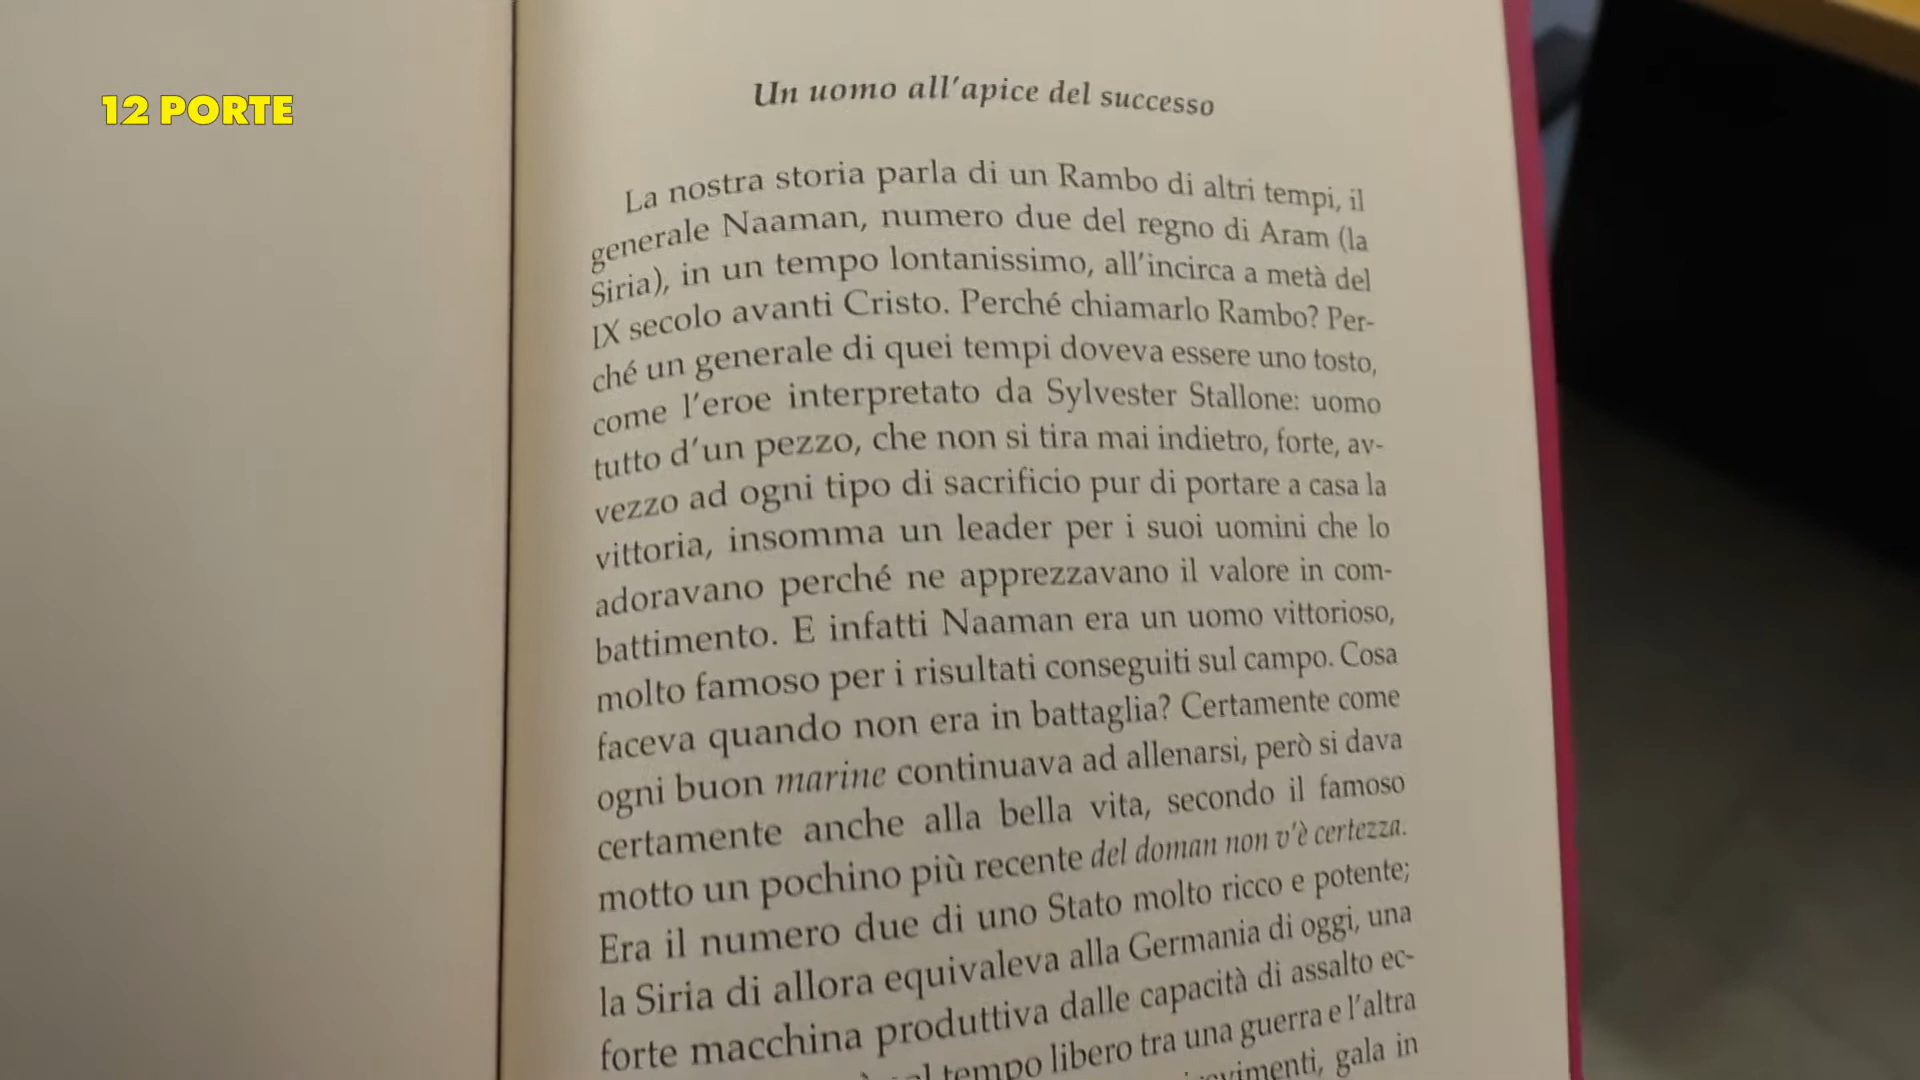 12 PORTE
Un uomo all'apice del successo
La nostra storia parla di un Rambo di altri tempi, il
generale Naaman, numero due del regno di Aram (la
Siria), in un tempo lontanissimo, all'incirca a metà del
IX secolo avanti Cristo. Perché chiamarlo Rambo? Per-
ché un generale di quei tempi doveva essere uno tosto,
come l'eroe interpretato da Sylvester Stallone: uomo
tutto d'un pezzo, che non si tira mai indietro, forte, av-
vezzo ad ogni tipo di sacrificio pur di portare a casa la
vittoria, insomma un leader per i suoi uomini che lo
adoravano perché ne apprezzavano il valore in com-
battimento. E infatti Naaman era un uomo vittorioso,
molto famoso per i risultati conseguiti sul campo. Cosa
faceva quando non era in battaglia? Certamente come
ogni buon marine continuava ad allenarsi, però si dava
certamente anche alla bella vita, secondo il famoso
motto un pochino più recente del doman non v'è certezza.
Era il numero due di uno Stato molto ricco e potente;
la Siria di allora equivaleva alla Germania di oggi, una
forte macchina produttiva dalle capacità di assalto ec-
tempo libero tra una guerra e l'altra
gala in